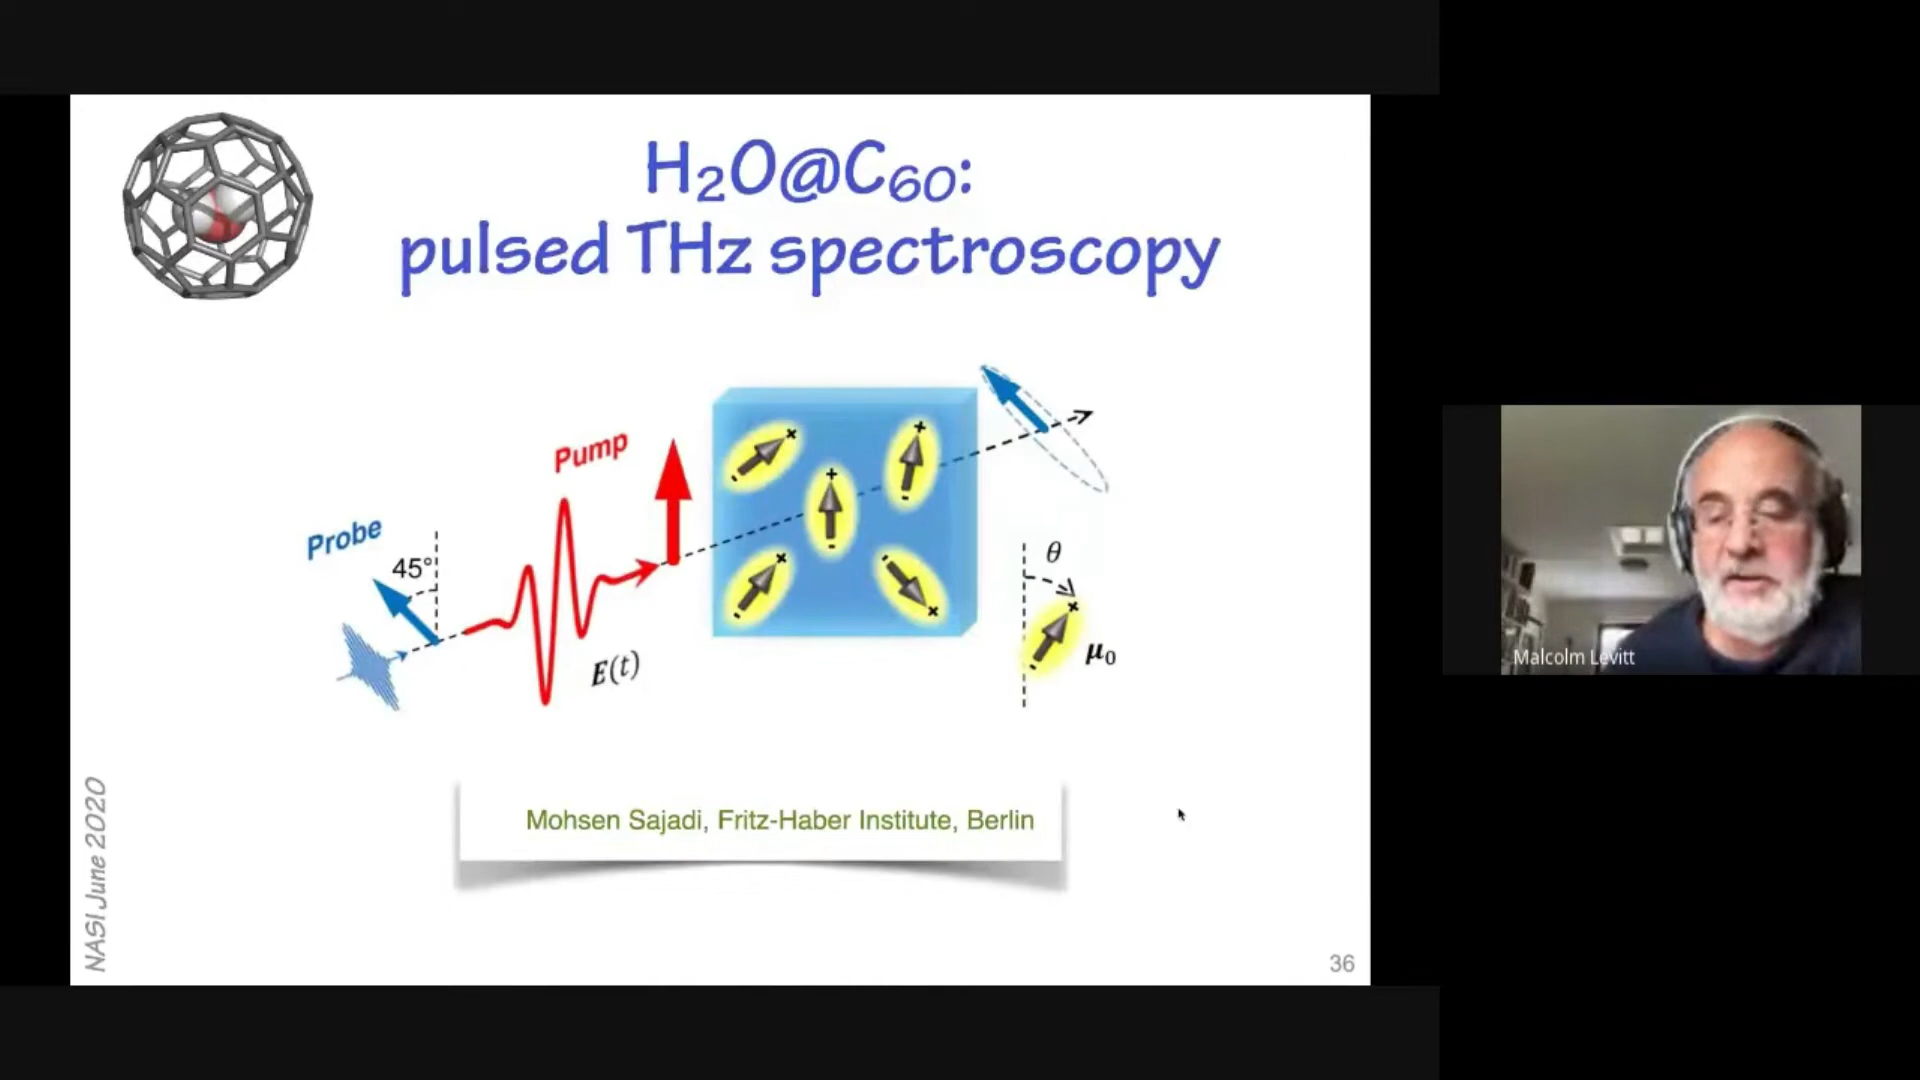 H₂O@C₆₀:
pulsed THz spectroscopy
Pump
Probe
45°
E(t)
θ
μ₀
Mohsen Sajadi, Fritz-Haber Institute, Berlin
NASI June 2020
36
Malcolm Levitt